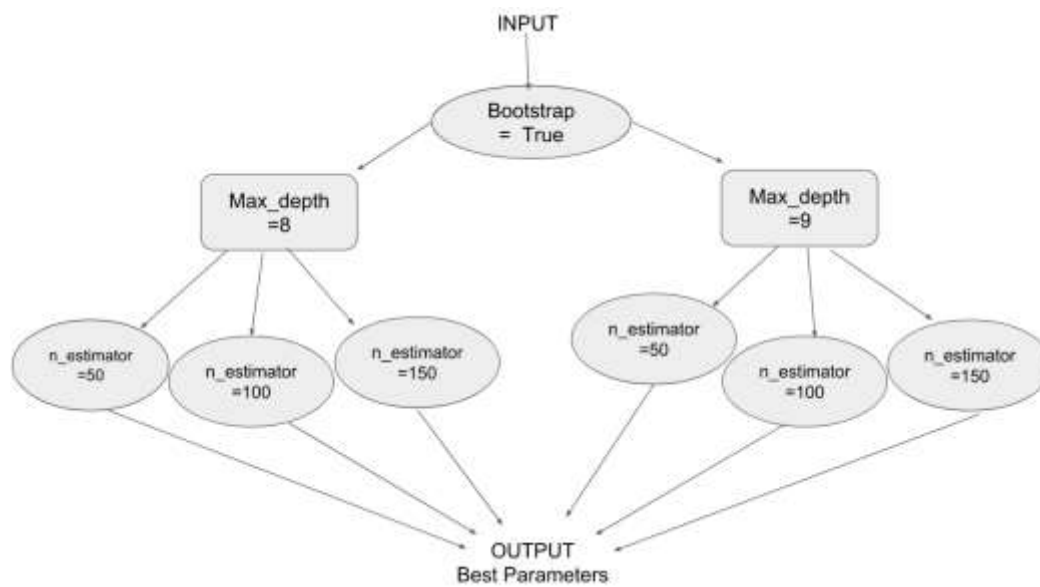 INPUT
Bootstrap
= True
Max_depth
=8
Max_depth
=9
n_estimator
=50
n_estimator
=100
n_estimator
=150
n_estimator
=50
n_estimator
=100
n_estimator
=150
OUTPUT
Best Parameters